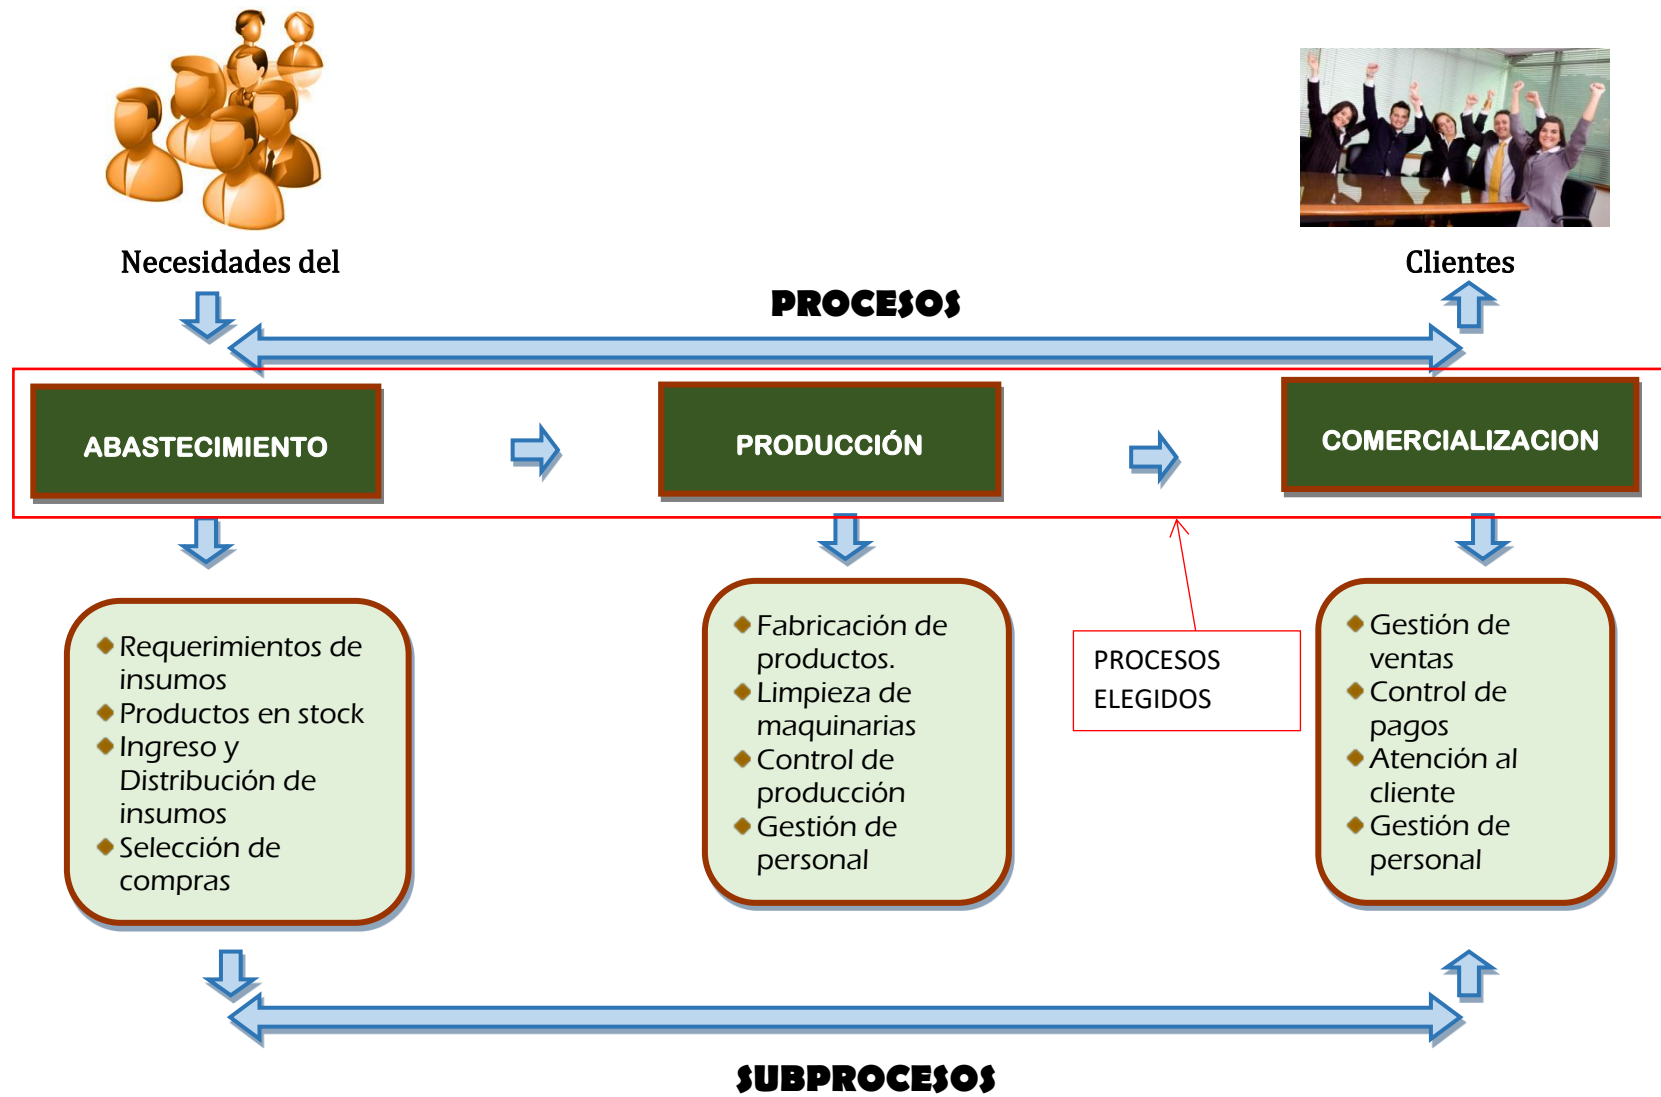 Necesidades del
Clientes
PROCESOS
ABASTECIMIENTO
PRODUCCIÓN
COMERCIALIZACION
Requerimientos de
insumos
Productos en stock
Ingreso y
Distribución de
insumos
Selección de
compras
Fabricación de
productos.
Limpieza de
maquinarias
Control de
producción
Gestión de
personal
PROCESOS
ELEGIDOS
Gestión de
ventas
Control de
pagos
Atención al
cliente
Gestión de
personal
SUBPROCESOS